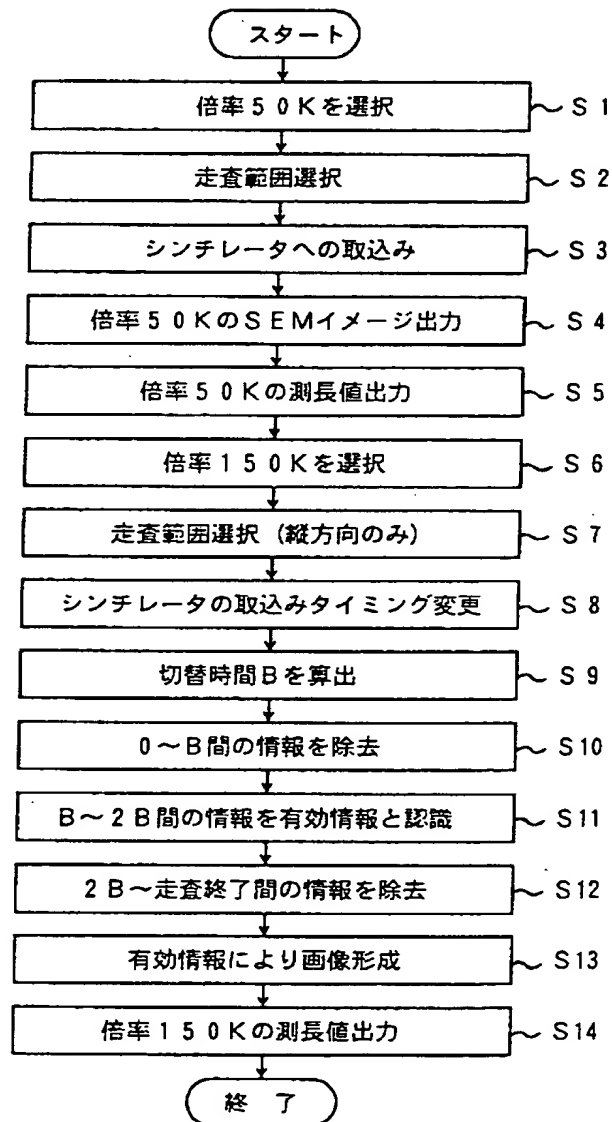 スタート
倍率50Kを選択 ~S1
走査範囲選択 ~S2
シンチレータへの取込み ~S3
倍率50KのSEMイメージ出力 ~S4
倍率50Kの測長値出力 ~S5
倍率150Kを選択 ~S6
走査範囲選択(縦方向のみ) ~S7
シンチレータの取込みタイミング変更 ~S8
切替時間Bを算出 ~S9
0~B間の情報を除去 ~S10
B~2B間の情報を有効情報と認識 ~S11
2B~走査終了間の情報を除去 ~S12
有効情報により画像形成 ~S13
倍率150Kの測長値出力 ~S14
終了